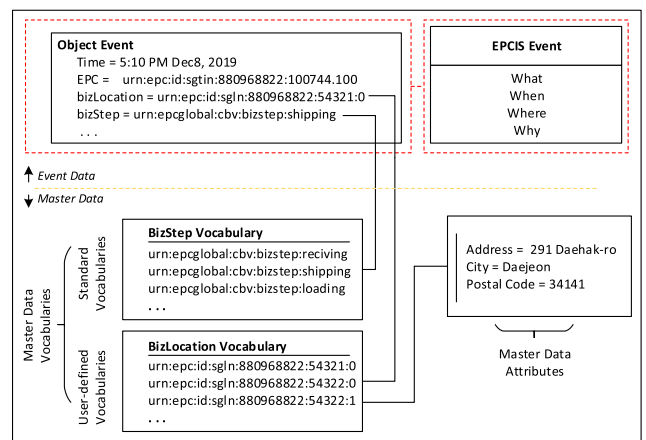 Object Event
Time = 5:10 PM Dec8, 2019
EPC = urn:epc:id:sgtin:880968822:100744.100
bizLocation = urn:epc:id:sgln:880968822:54321:0
bizStep = urn:epcglobal:cbv:bizstep:shipping
. . .
EPCIS Event
What
When
Where
Why
Event Data
Master Data
Master Data Vocabularies
Standard Vocabularies
BizStep Vocabulary
urn:epcglobal:cbv:bizstep:reciving
urn:epcglobal:cbv:bizstep:shipping
urn:epcglobal:cbv:bizstep:loading
. . .
User-defined Vocabularies
BizLocation Vocabulary
urn:epc:id:sgln:880968822:54321:0
urn:epc:id:sgln:880968822:54322:0
urn:epc:id:sgln:880968822:54322:1
. . .
Address = 291 Daehak-ro
City = Daejeon
Postal Code = 34141
Master Data
Attributes